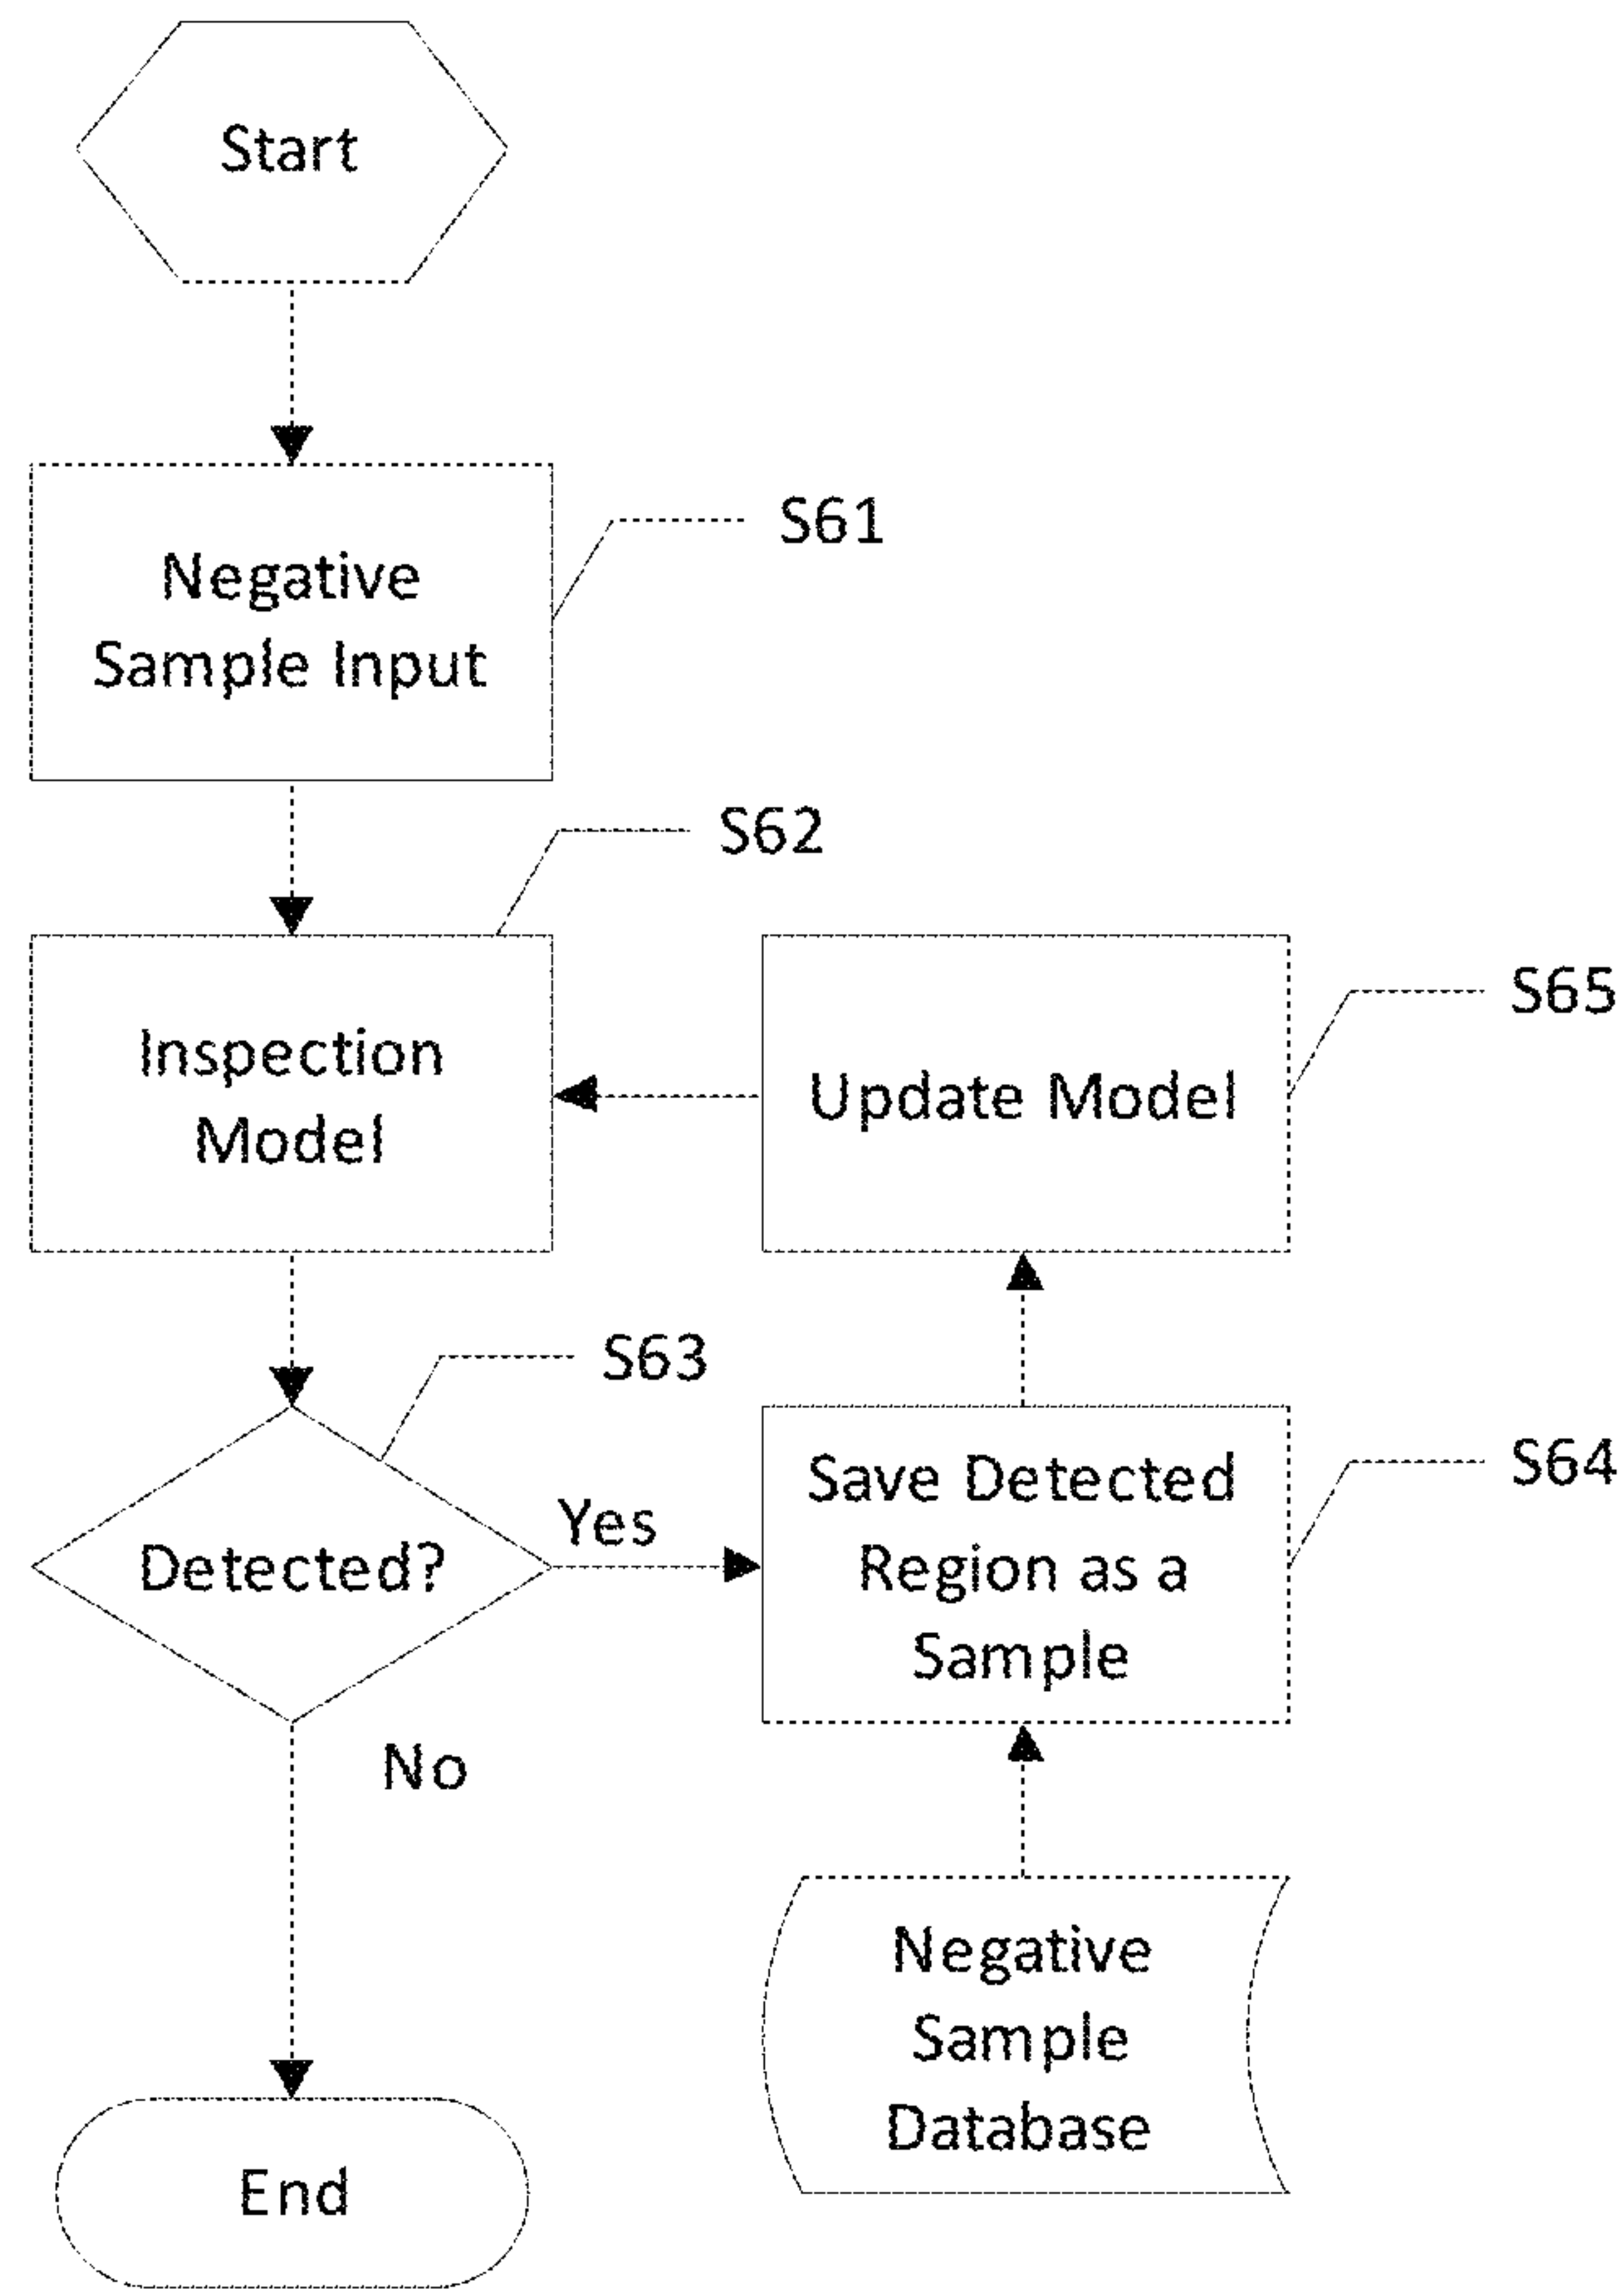 Start
Negative
Sample Input
S61
Inspection
Model
S62
Update Model
S65
Detected?
S63
Yes
No
Save Detected
Region as a
Sample
S64
Negative
Sample
Database
End